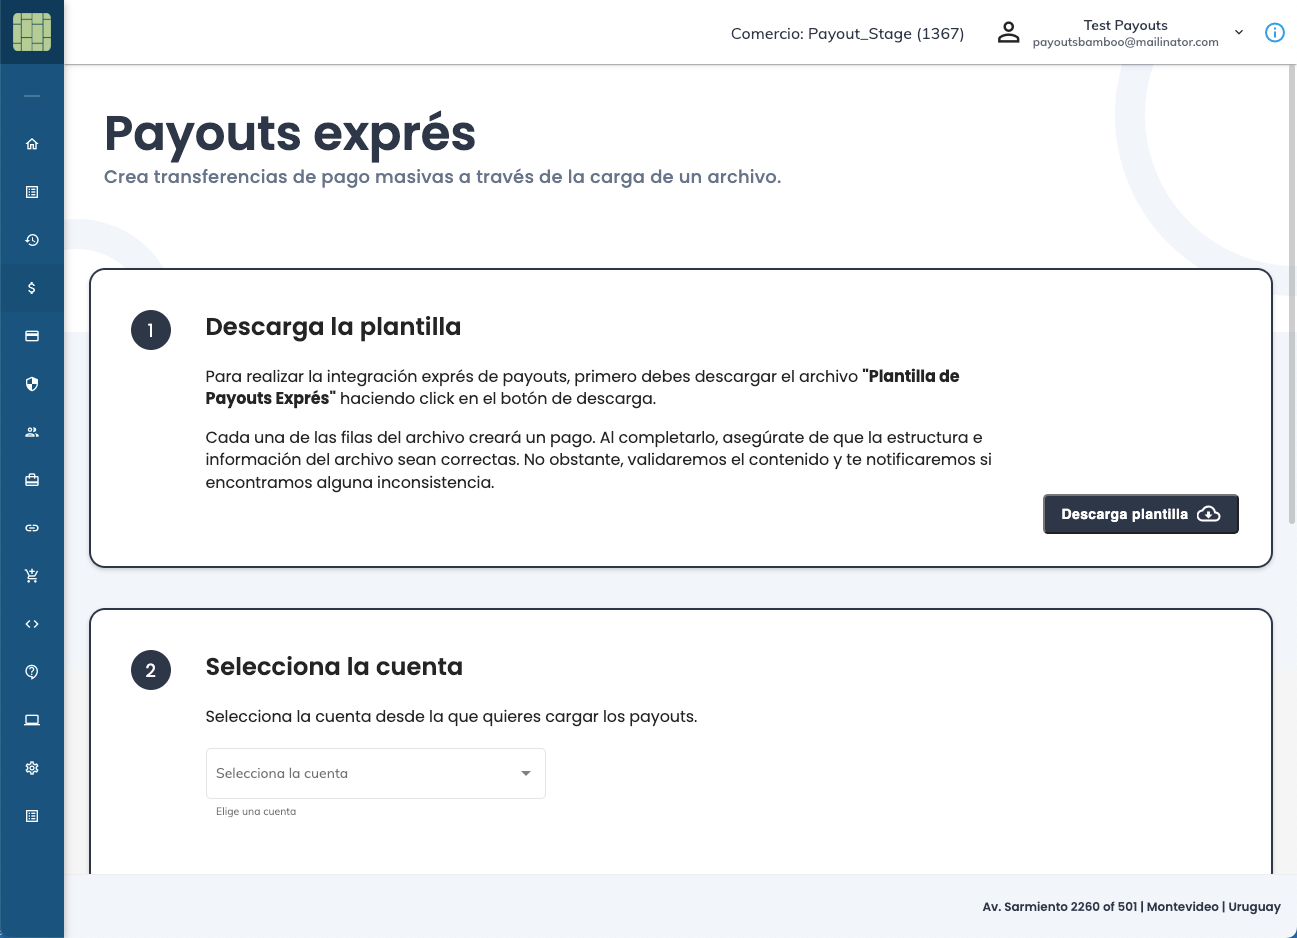 Comercio: Payout_Stage (1367)
Test Payouts
payoutsbamboo@mailinator.com
Payouts exprés
Crea transferencias de pago masivas a través de la carga de un archivo.
1
Descarga la plantilla
Para realizar la integración exprés de payouts, primero debes descargar el archivo "Plantilla de
Payouts Exprés" haciendo click en el botón de descarga.
Cada una de las filas del archivo creará un pago. Al completarlo, asegúrate de que la estructura e
información del archivo sean correctas. No obstante, validaremos el contenido y te notificaremos si
encontramos alguna inconsistencia.
Descarga plantilla
2
Selecciona la cuenta
Selecciona la cuenta desde la que quieres cargar los payouts.
Selecciona la cuenta
Elige una cuenta
Av. Sarmiento 2260 of 501 | Montevideo | Uruguay